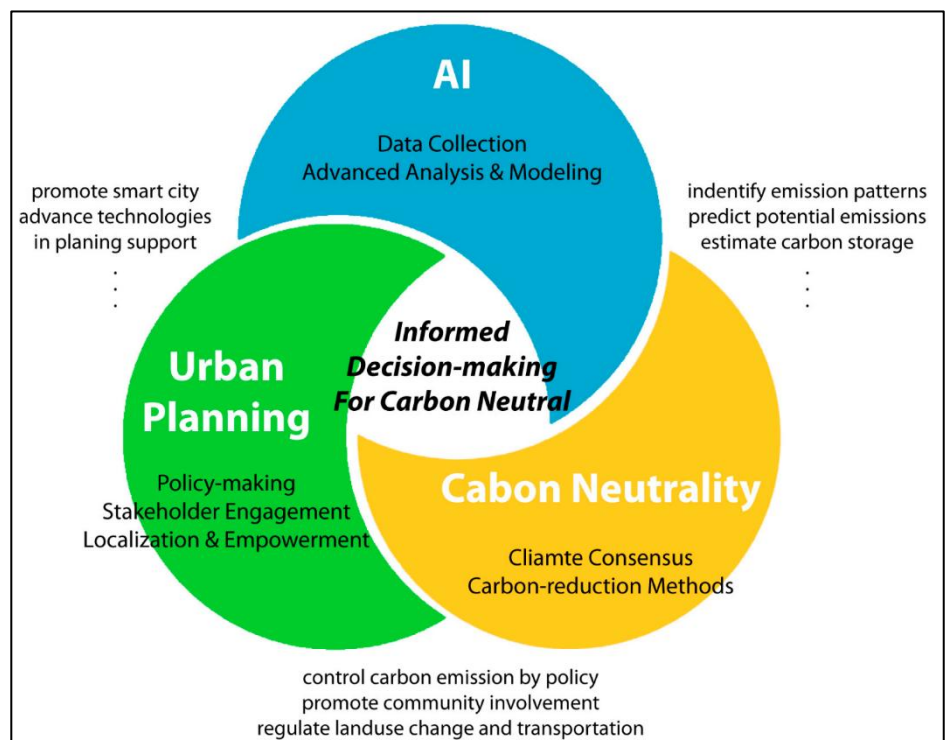 AI
Data Collection
Advanced Analysis & Modeling
promote smart city
advance technologies
in planing support
.
.
.
indentify emission patterns
predict potential emissions
estimate carbon storage
.
.
.
Informed
Decision-making
For Carbon Neutral
Urban
Planning
Policy-making
Stakeholder Engagement
Localization & Empowerment
Cabon Neutrality
Cliamte Consensus
Carbon-reduction Methods
control carbon emission by policy
promote community involvement
regulate landuse change and transportation